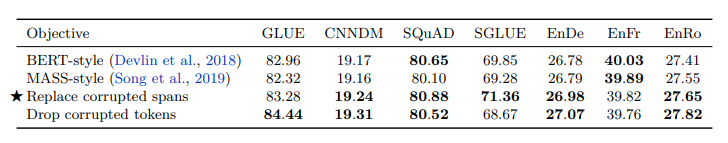 Objective GLUE CNNDM SQuAD SGLUE EnDe EnFr EnRo
BERT-style (Devlin et al., 2018) 82.96 19.17 80.65 69.85 26.78 40.03 27.41
MASS-style (Song et al., 2019) 82.32 19.16 80.10 69.28 26.79 39.89 27.55
★ Replace corrupted spans 83.28 19.24 80.88 71.36 26.98 39.82 27.65
Drop corrupted tokens 84.44 19.31 80.52 68.67 27.07 39.76 27.82